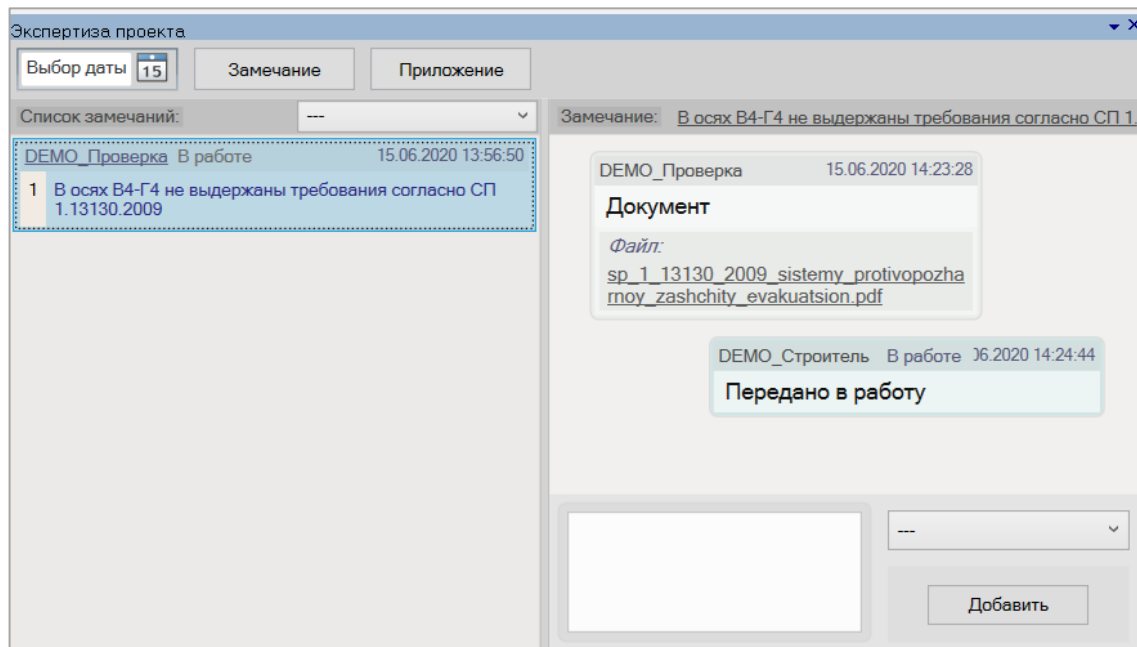 Экспертиза проекта
Выбор даты 15 Замечание Приложение
Список замечаний: ---
DEMO_Проверка В работе 15.06.2020 13:56:50
1 В осях В4-Г4 не выдержаны требования согласно СП
1.13130.2009
Замечание: В осях В4-Г4 не выдержаны требования согласно СП 1.
DEMO_Проверка 15.06.2020 14:23:28
Документ
Файл:
sp_1_13130_2009_sistemy_protivopozha
rnoy_zashchity_evakuatsion.pdf
DEMO_Строитель В работе 06.2020 14:24:44
Передано в работу
---
Добавить